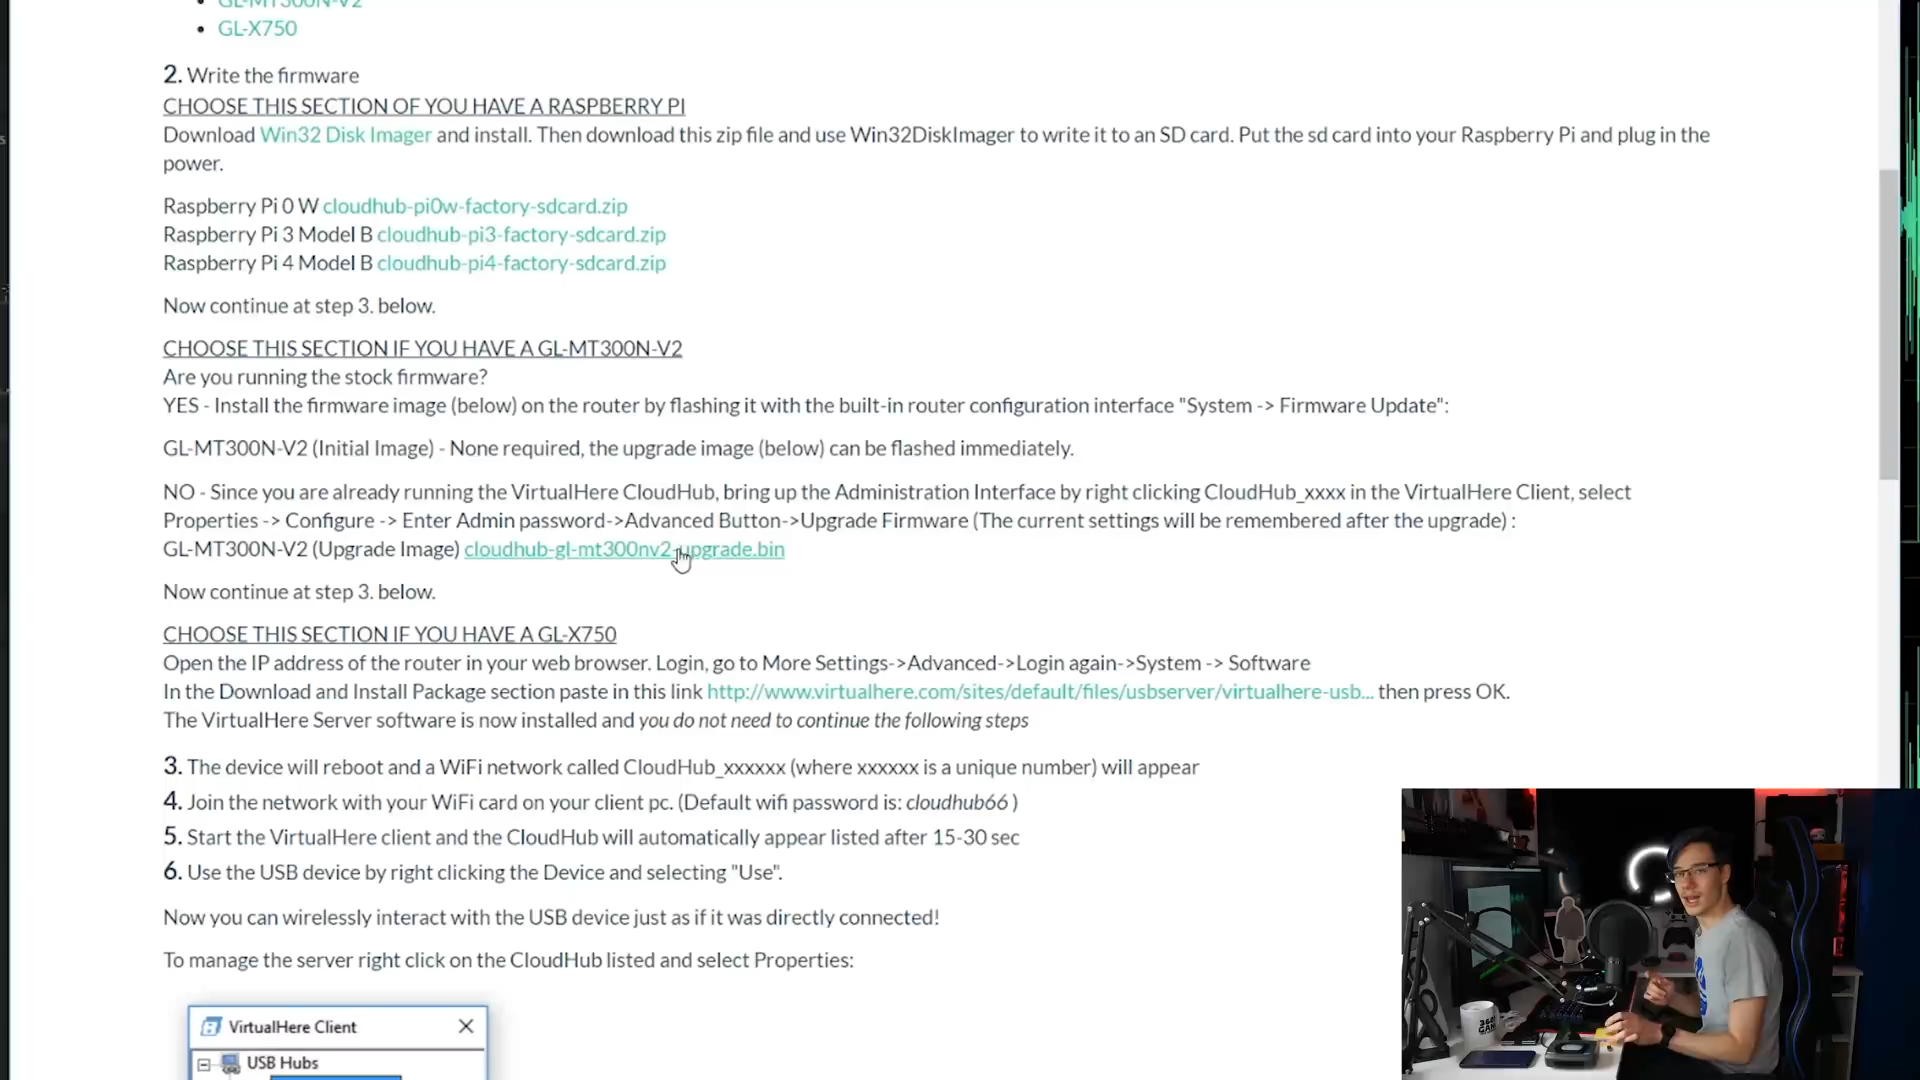 GL-MT300N-V2
GL-X750
2. Write the firmware
CHOOSE THIS SECTION OF YOU HAVE A RASPBERRY PI
Download Win32 Disk Imager and install. Then download this zip file and use Win32DiskImager to write it to an SD card. Put the sd card into your Raspberry Pi and plug in the
power.
Raspberry Pi 0 W cloudhub-pi0w-factory-sdcard.zip
Raspberry Pi 3 Model B cloudhub-pi3-factory-sdcard.zip
Raspberry Pi 4 Model B cloudhub-pi4-factory-sdcard.zip
Now continue at step 3. below.
CHOOSE THIS SECTION IF YOU HAVE A GL-MT300N-V2
Are you running the stock firmware?
YES - Install the firmware image (below) on the router by flashing it with the built-in router configuration interface "System -> Firmware Update":
GL-MT300N-V2 (Initial Image) - None required, the upgrade image (below) can be flashed immediately.
NO - Since you are already running the VirtualHere CloudHub, bring up the Administration Interface by right clicking CloudHub_xxxx in the VirtualHere Client, select
Properties -> Configure -> Enter Admin password->Advanced Button->Upgrade Firmware (The current settings will be remembered after the upgrade) :
GL-MT300N-V2 (Upgrade Image) cloudhub-gl-mt300nv2-upgrade.bin
Now continue at step 3. below.
CHOOSE THIS SECTION IF YOU HAVE A GL-X750
Open the IP address of the router in your web browser. Login, go to More Settings->Advanced->Login again->System -> Software
In the Download and Install Package section paste in this link http://www.virtualhere.com/sites/default/files/usbserver/virtualhere-usb... then press OK.
The VirtualHere Server software is now installed and you do not need to continue the following steps
3. The device will reboot and a WiFi network called CloudHub_xxxxxx (where xxxxxx is a unique number) will appear
4. Join the network with your WiFi card on your client pc. (Default wifi password is: cloudhub66 )
5. Start the VirtualHere client and the CloudHub will automatically appear listed after 15-30 sec
6. Use the USB device by right clicking the Device and selecting "Use".
Now you can wirelessly interact with the USB device just as if it was directly connected!
To manage the server right click on the CloudHub listed and select Properties:
VirtualHere Client
USB Hubs